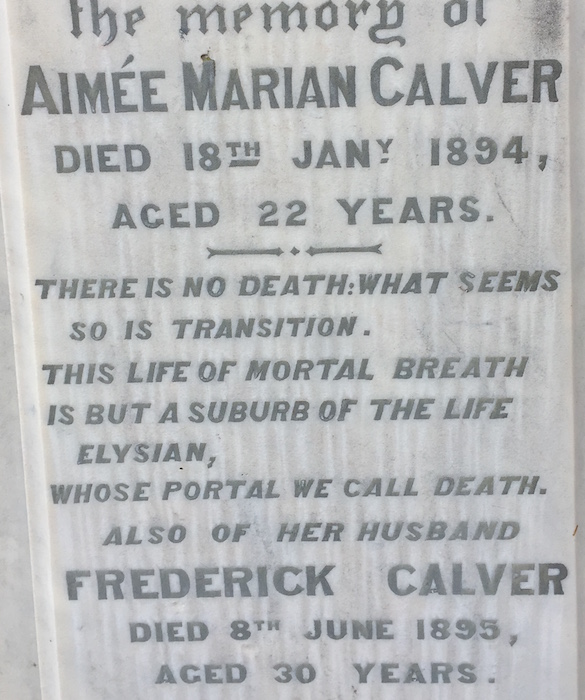 the memory of
AIMÉE MARIAN CALVER
DIED 18TH JANY 1894,
AGED 22 YEARS.
THERE IS NO DEATH: WHAT SEEMS
SO IS TRANSITION.
THIS LIFE OF MORTAL BREATH
IS BUT A SUBURB OF THE LIFE
ELYSIAN,
WHOSE PORTAL WE CALL DEATH.
ALSO OF HER HUSBAND
FREDERICK CALVER
DIED 8TH JUNE 1895,
AGED 30 YEARS.